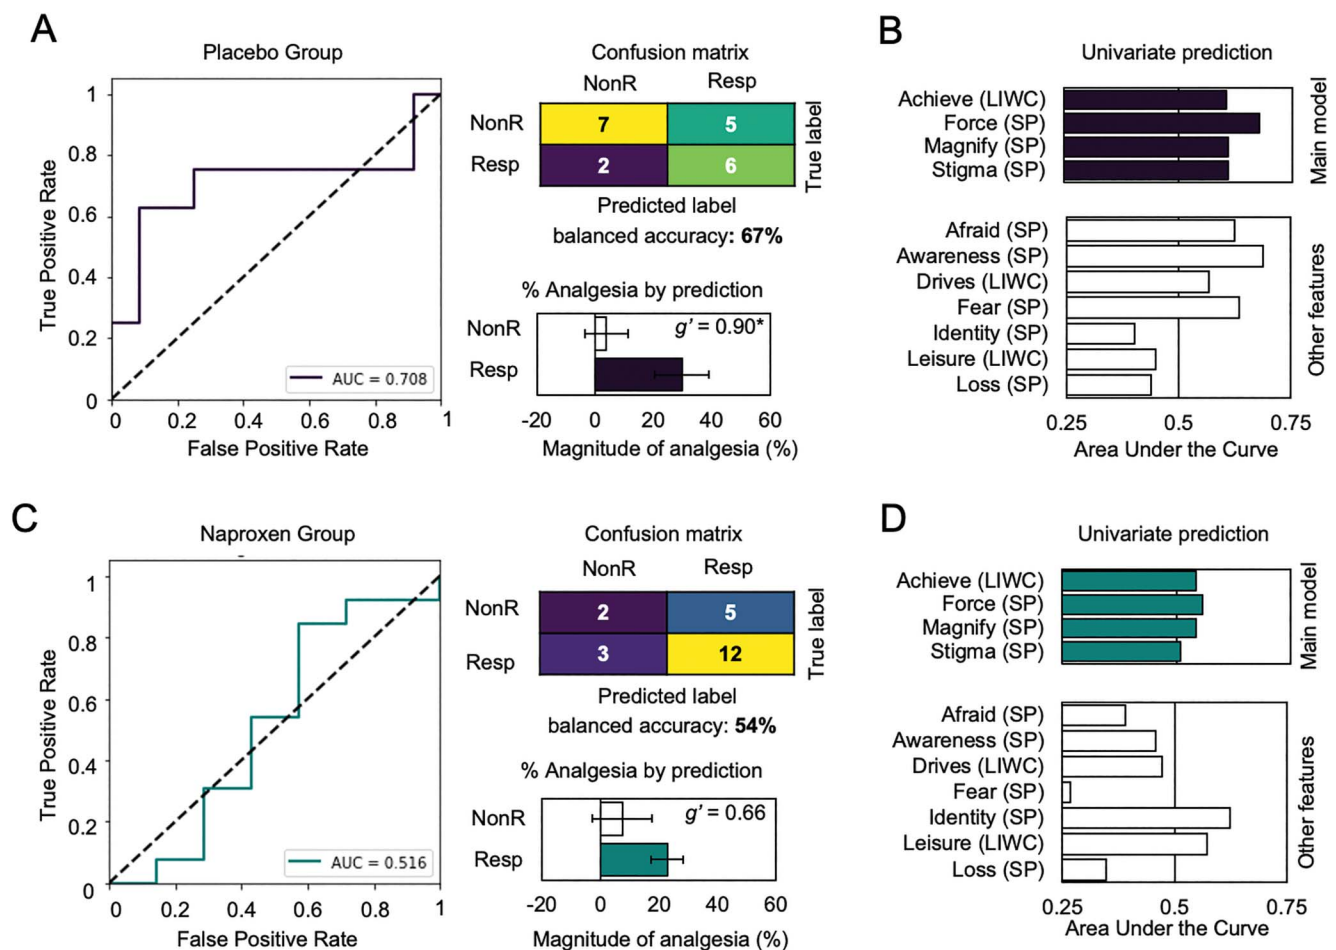 A
Placebo Group
1
0.8
0.6
0.4
0.2
0
0 0.2 0.4 0.6 0.8 1
True Positive Rate
False Positive Rate
AUC = 0.708
Confusion matrix
NonR Resp
NonR 7 5
Resp 2 6
True label
Predicted label
balanced accuracy: 67%
% Analgesia by prediction
NonR
Resp
g' = 0.90*
-20 0 20 40 60
Magnitude of analgesia (%)
B
Univariate prediction
Achieve (LIWC)
Force (SP)
Magnify (SP)
Stigma (SP)
Main model
Afraid (SP)
Awareness (SP)
Drives (LIWC)
Fear (SP)
Identity (SP)
Leisure (LIWC)
Loss (SP)
Other features
0.25 0.5 0.75
Area Under the Curve
C
Naproxen Group
1
0.8
0.6
0.4
0.2
0
0 0.2 0.4 0.6 0.8 1
True Positive Rate
False Positive Rate
AUC = 0.516
Confusion matrix
NonR Resp
NonR 2 5
Resp 3 12
True label
Predicted label
balanced accuracy: 54%
% Analgesia by prediction
NonR
Resp
g' = 0.66
-20 0 20 40 60
Magnitude of analgesia (%)
D
Univariate prediction
Achieve (LIWC)
Force (SP)
Magnify (SP)
Stigma (SP)
Main model
Afraid (SP)
Awareness (SP)
Drives (LIWC)
Fear (SP)
Identity (SP)
Leisure (LIWC)
Loss (SP)
Other features
0.25 0.5 0.75
Area Under the Curve